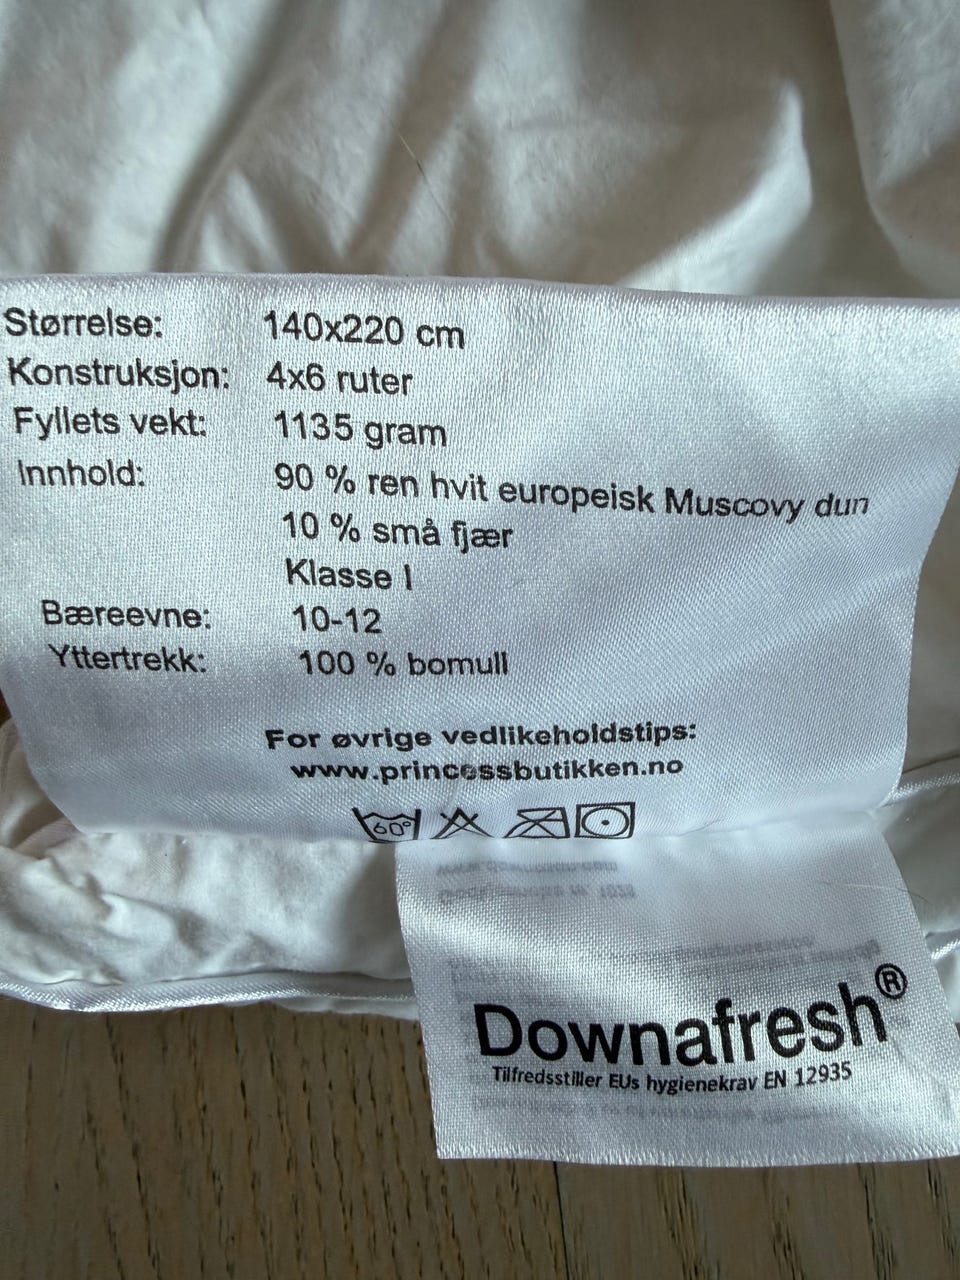 Størrelse: 140x220 cm
Konstruksjon: 4x6 ruter
Fyllets vekt: 1135 gram
Innhold: 90 % ren hvit europeisk Muscovy dun
10 % små fjær
Klasse I
Bæreevne: 10-12
Yttertrekk: 100 % bomull
For øvrige vedlikeholdstips:
www.princessbutikken.no
60°
Downafresh®
Tilfredsstiller EUs hygienekrav EN 12935